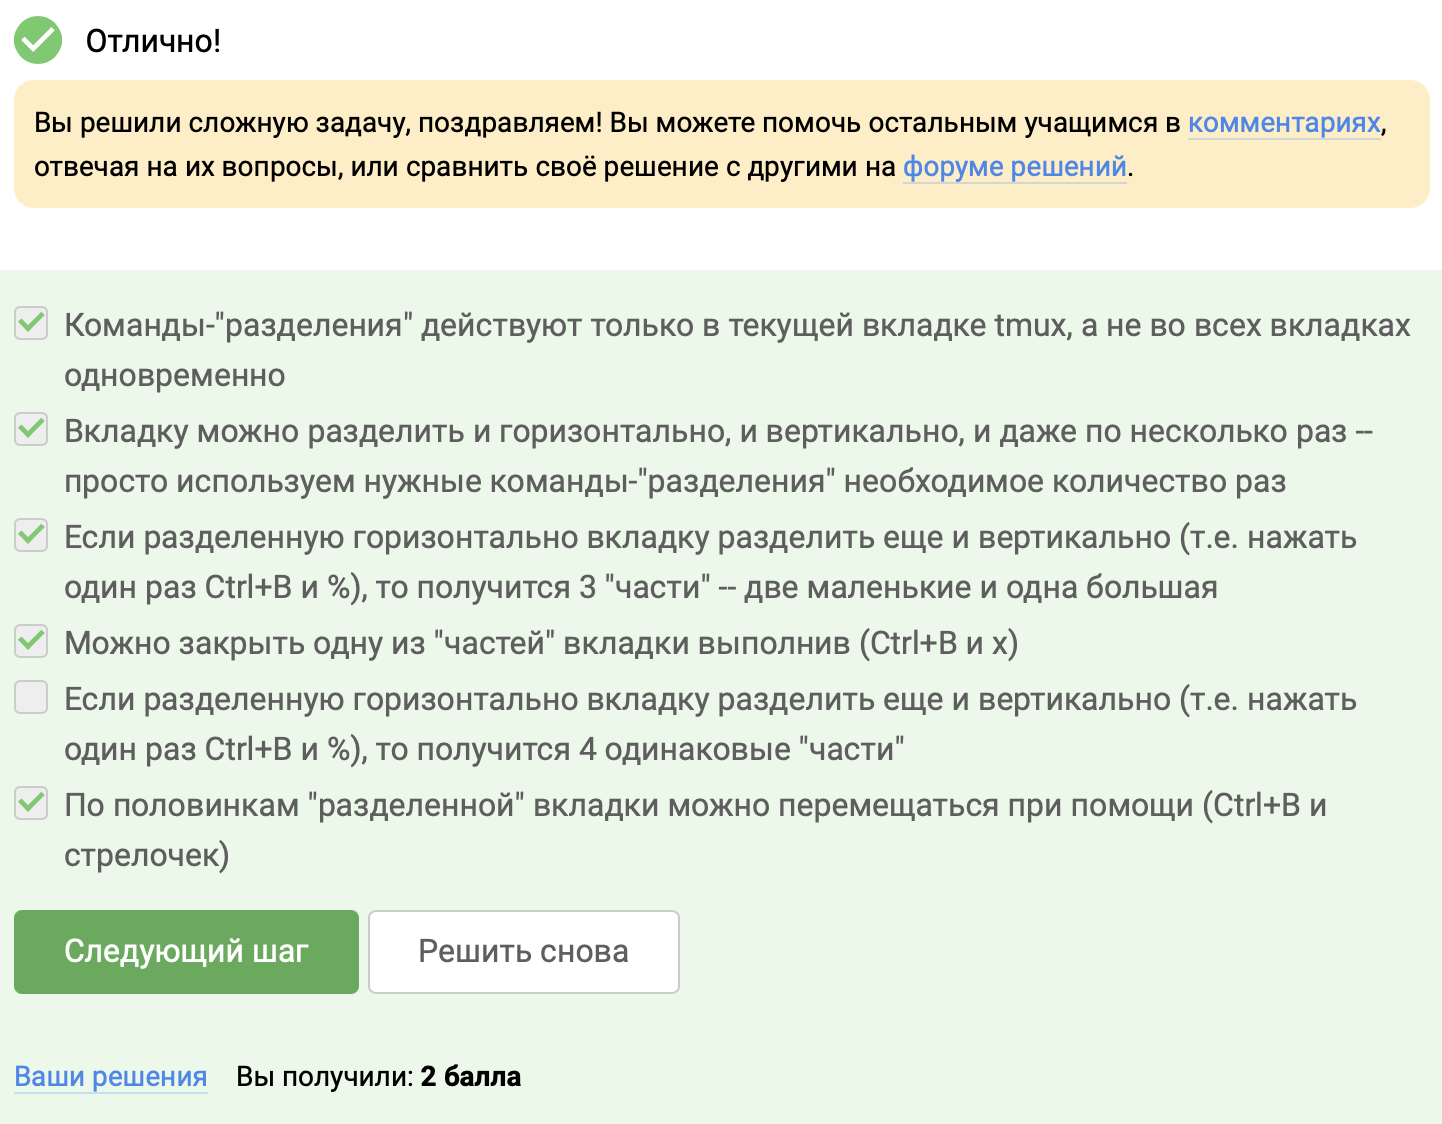 Отлично!
Вы решили сложную задачу, поздравляем! Вы можете помочь остальным учащимся в комментариях,
отвечая на их вопросы, или сравнить своё решение с другими на форуме решений.
Команды-"разделения" действуют только в текущей вкладке tmux, а не во всех вкладках
одновременно
Вкладку можно разделить и горизонтально, и вертикально, и даже по несколько раз --
просто используем нужные команды-"разделения" необходимое количество раз
Если разделенную горизонтально вкладку разделить еще и вертикально (т.е. нажать
один раз Ctrl+B и %), то получится 3 "части" -- две маленькие и одна большая
Можно закрыть одну из "частей" вкладки выполнив (Ctrl+B и x)
Если разделенную горизонтально вкладку разделить еще и вертикально (т.е. нажать
один раз Ctrl+B и %), то получится 4 одинаковые "части"
По половинкам "разделенной" вкладки можно перемещаться при помощи (Ctrl+B и
стрелочек)
Следующий шаг Решить снова
Ваши решения Вы получили: 2 балла